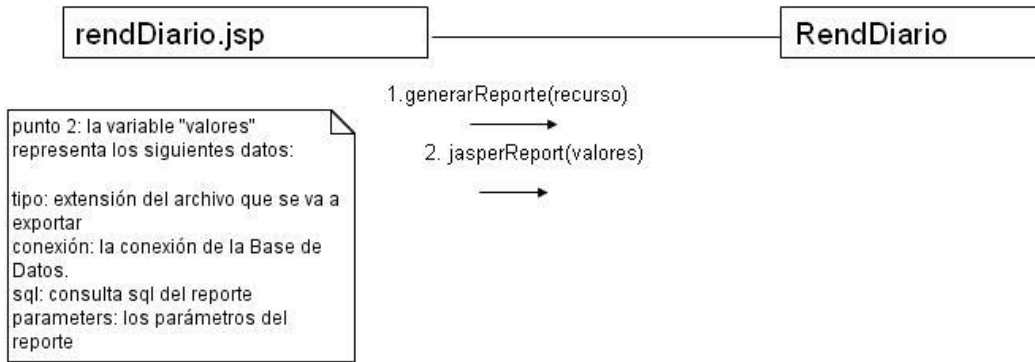 rendDiario.jsp
RendDiario
1.generarReporte(recurso)
2. jasperReport(valores)
punto 2: la variable "valores"
representa los siguientes datos:
tipo: extensión del archivo que se va a
exportar
conexión: la conexión de la Base de
Datos.
sql: consulta sql del reporte
parameters: los parámetros del
reporte